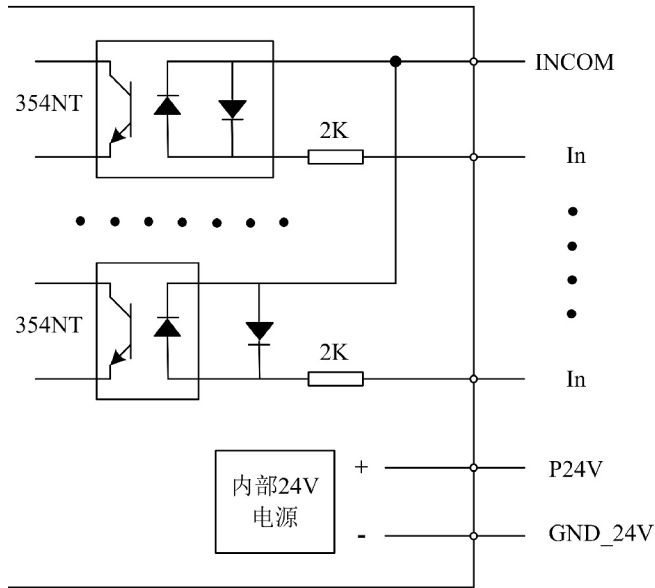 INCOM
354NT
2K
In
354NT
2K
In
内部24V
电源
+
P24V
-
GND_24V